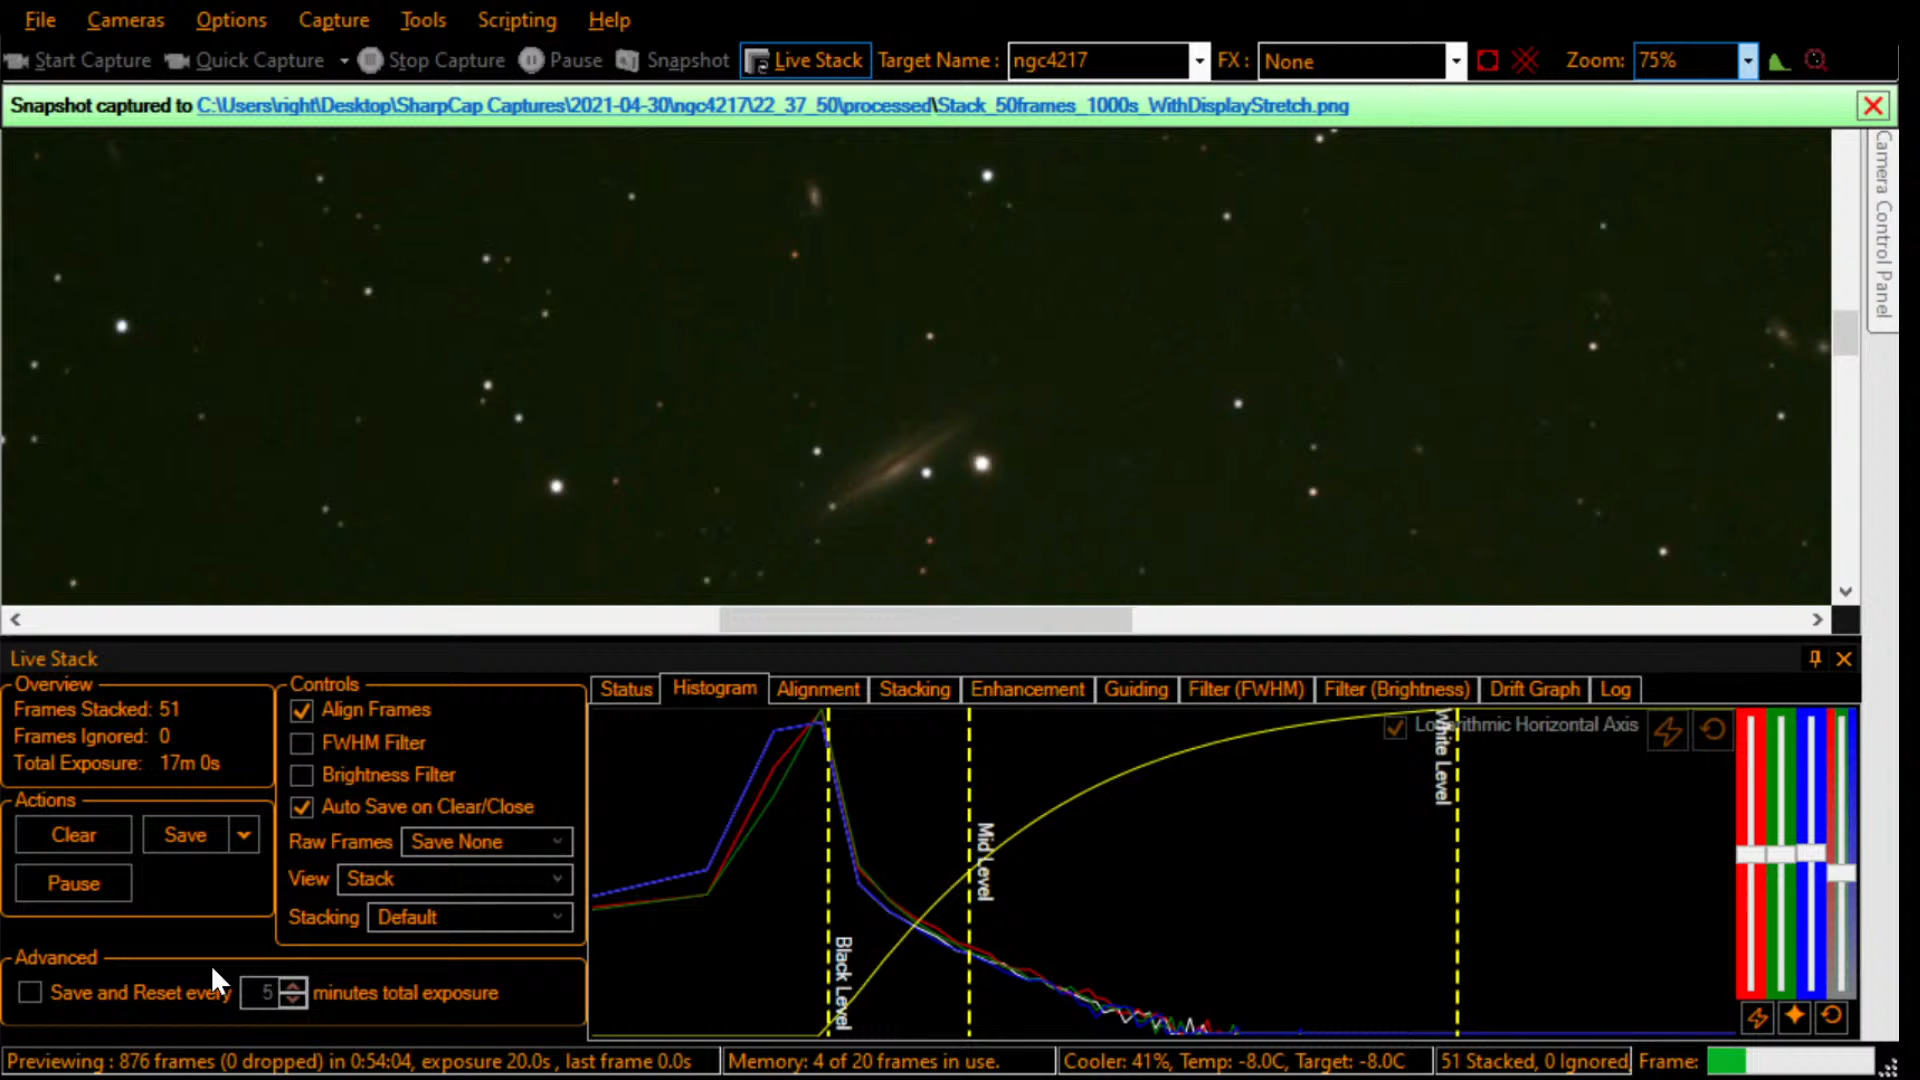 File Cameras Options Capture Tools Scripting Help
Start Capture Quick Capture Stop Capture Pause Snapshot Live Stack Target Name : ngc4217 FX : None Zoom: 75%
Snapshot captured to C:\Users\right\Desktop\SharpCap Captures\2021-04-30\ngc4217\22_37_50\processed\Stack_50frames_1000s_WithDisplayStretch.png
Camera Control Panel
Live Stack
Overview
Frames Stacked: 51
Frames Ignored: 0
Total Exposure: 17m 0s
Actions
Clear Save
Pause
Controls
Align Frames
FWHM Filter
Brightness Filter
Auto Save on Clear/Close
Raw Frames Save None
View Stack
Stacking Default
Advanced
Save and Reset every 5 minutes total exposure
Status Histogram Alignment Stacking Enhancement Guiding Filter (FWHM) Filter (Brightness) Drift Graph Log
Logarithmic Horizontal Axis
Black Level
Mid Level
White Level
Previewing : 876 frames (0 dropped) in 0:54:04, exposure 20.0s , last frame 0.0s Memory: 4 of 20 frames in use. Cooler: 41%, Temp: -8.0C, Target: -8.0C 51 Stacked, 0 Ignored Frame: